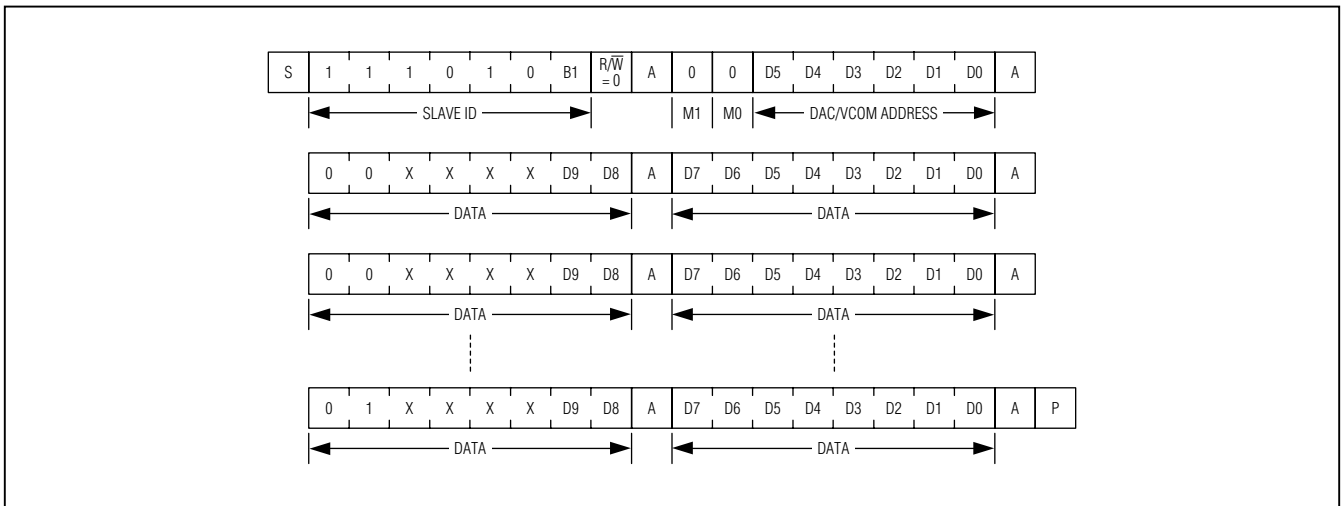 S 1 1 1 0 1 0 B1 R/W̅ = 0 A 0 0 D5 D4 D3 D2 D1 D0 A
SLAVE ID M1 M0 DAC/VCOM ADDRESS
0 0 X X X X D9 D8 A D7 D6 D5 D4 D3 D2 D1 D0 A
DATA DATA
0 0 X X X X D9 D8 A D7 D6 D5 D4 D3 D2 D1 D0 A
DATA DATA
0 1 X X X X D9 D8 A D7 D6 D5 D4 D3 D2 D1 D0 A P
DATA DATA